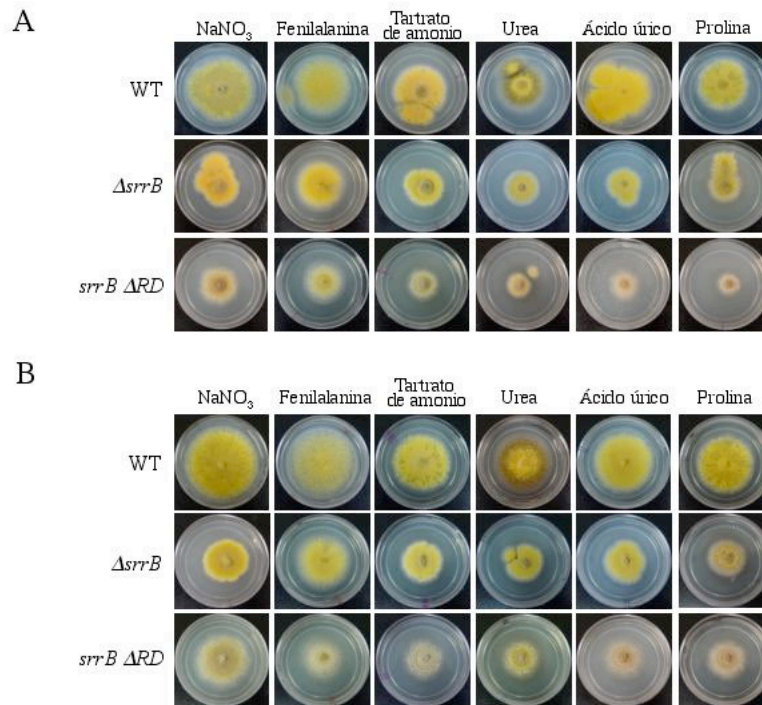 A
NaNO3 Fenilalanina Tartrato de amonio Urea Ácido úrico Prolina
WT
ΔsrrB
srrB ΔRD
B
NaNO3 Fenilalanina Tartrato de amonio Urea Ácido úrico Prolina
WT
ΔsrrB
srrB ΔRD